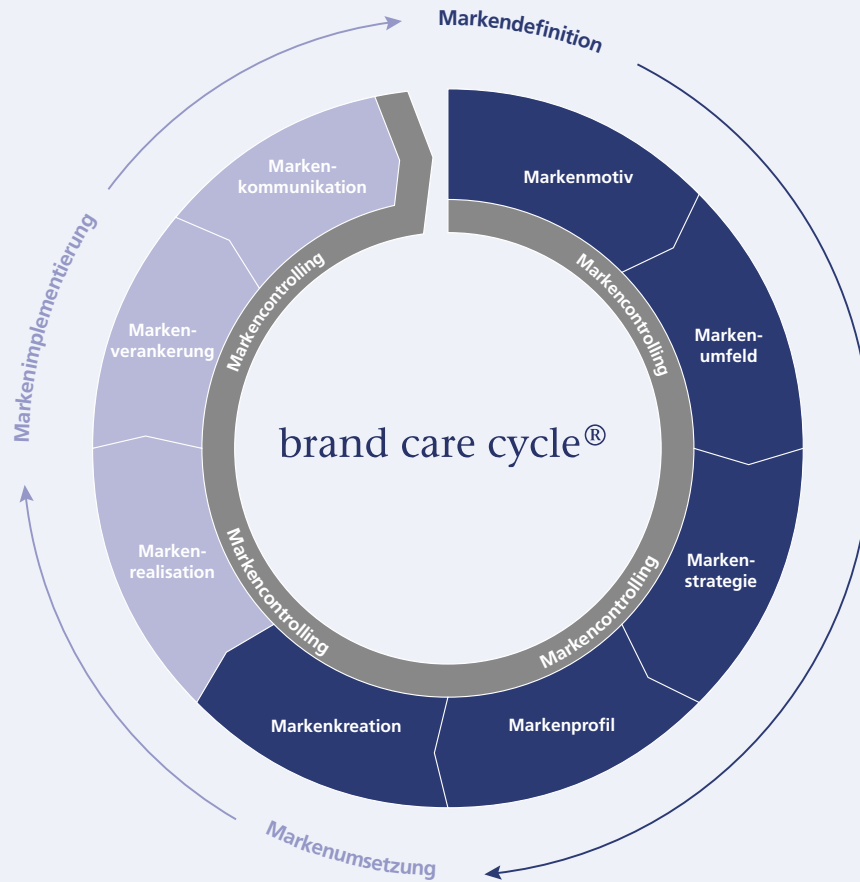 Markendefinition
Markenmotiv
Marken-
umfeld
Marken-
strategie
Markenprofil
Markenkreation
Marken-
realisation
Marken-
verankerung
Marken-
kommunikation
Markencontrolling
Markencontrolling
Markencontrolling
Markencontrolling
brand care cycle®
Markenumsetzung
Markenimplementierung